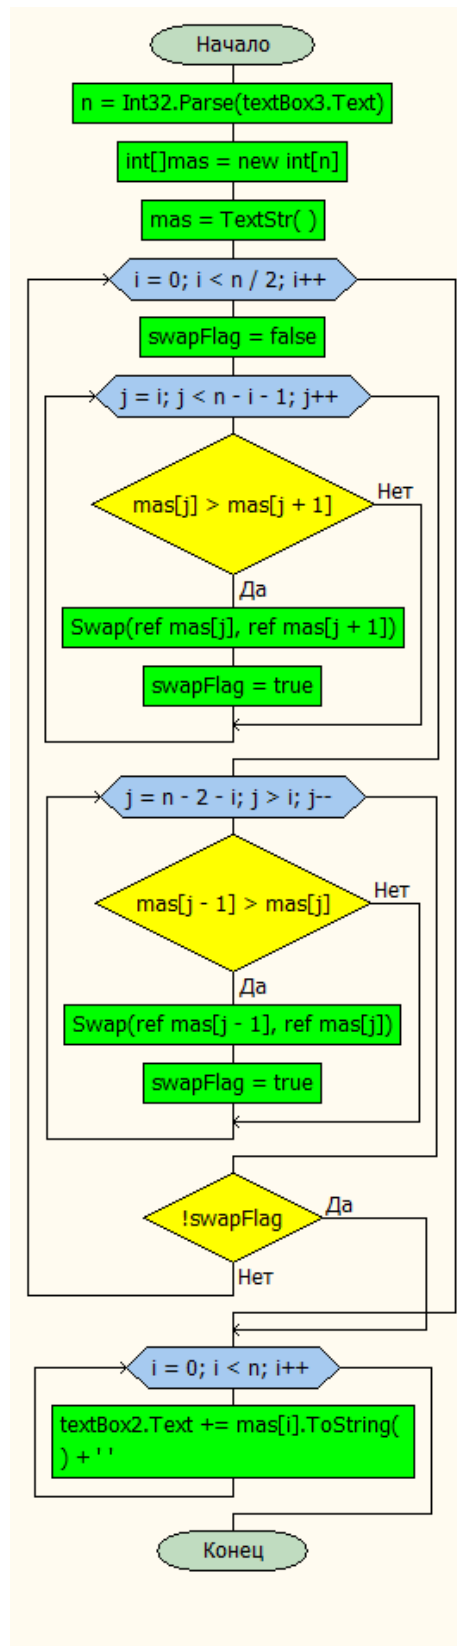 Начало
n = Int32.Parse(textBox3.Text)
int[]mas = new int[n]
mas = TextStr( )
i = 0; i < n / 2; i++
swapFlag = false
j = i; j < n - i - 1; j++
Нет
mas[j] > mas[j + 1]
Да
Swap(ref mas[j], ref mas[j + 1])
swapFlag = true
j = n - 2 - i; j > i; j--
Нет
mas[j - 1] > mas[j]
Да
Swap(ref mas[j - 1], ref mas[j])
swapFlag = true
Да
!swapFlag
Нет
i = 0; i < n; i++
textBox2.Text += mas[i].ToString(
) + ' '
Конец